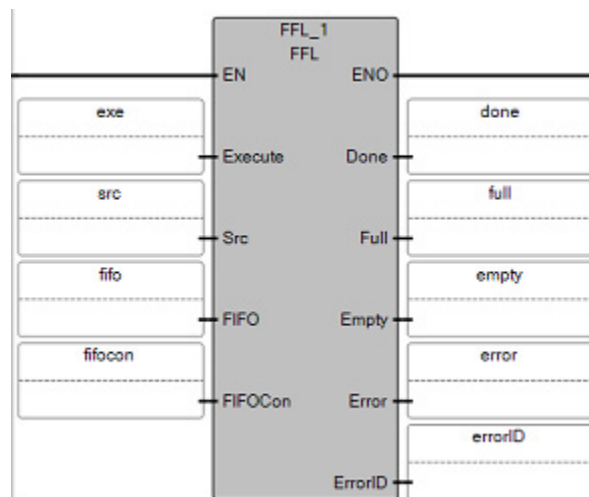 FFL_1
FFL
EN ENO
exe done
Execute Done
src full
Src Full
fifo empty
FIFO Empty
fifocon error
FIFOCon Error
errorID
ErrorID